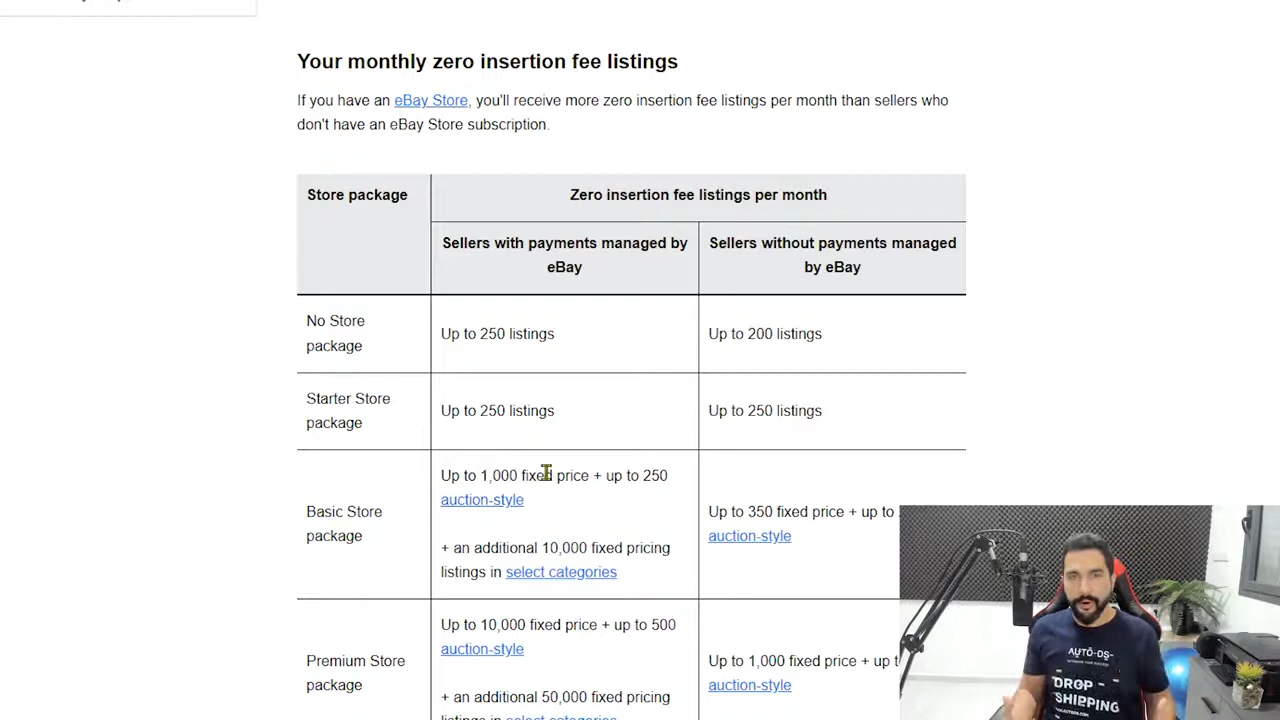 Your monthly zero insertion fee listings
If you have an eBay Store, you'll receive more zero insertion fee listings per month than sellers who
don't have an eBay Store subscription.
Store package
Zero insertion fee listings per month
Sellers with payments managed by
eBay
Sellers without payments managed
by eBay
No Store
package
Up to 250 listings
Up to 200 listings
Starter Store
package
Up to 250 listings
Up to 250 listings
Basic Store
package
Up to 1,000 fixed price + up to 250
auction-style
+ an additional 10,000 fixed pricing
listings in select categories
Up to 350 fixed price + up to
auction-style
Premium Store
package
Up to 10,000 fixed price + up to 500
auction-style
+ an additional 50,000 fixed pricing
listings in select categories
Up to 1,000 fixed price + up
auction-style
AUTO-DS
DROP
SHIPPING